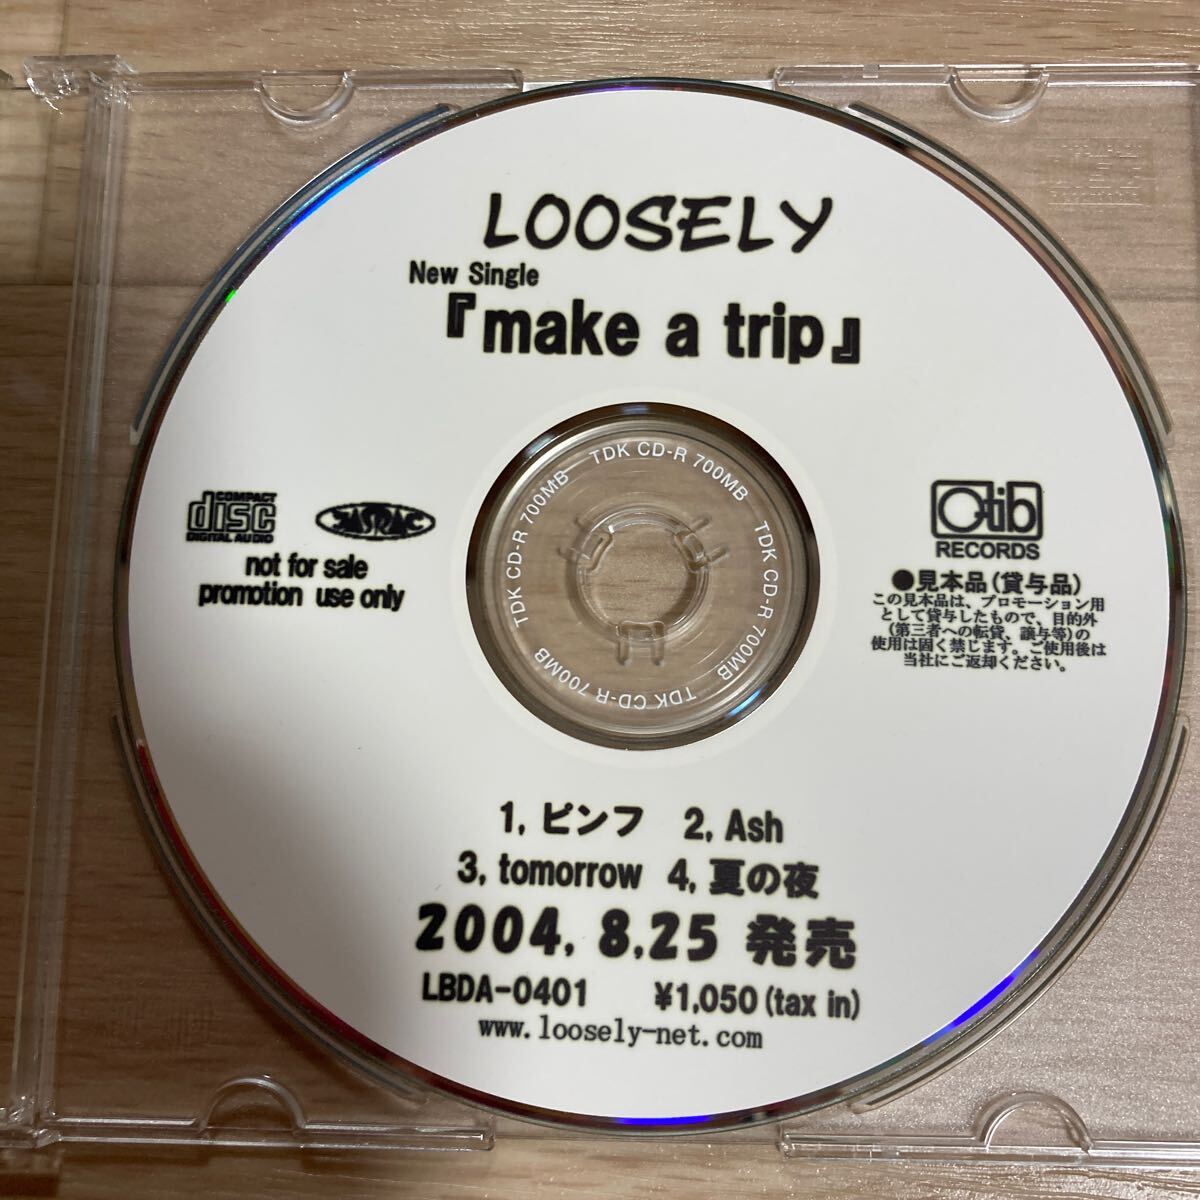 LOOSELY
New Single
『make a trip』
TDK CD-R 700MB TDK CD-R 700MB TDK CD-R 700MB TDK CD-R 700MB
COMPACT
disc
DIGITAL AUDIO
JASRAC
not for sale
promotion use only
Q-tib
RECORDS
●見本品(貸与品)
この見本品は、プロモーション用
として貸与したもので、目的外
(第三者への転貸、譲与等)の
使用は固く禁じます。ご使用後は
当社にご返却ください。
1, ピンフ 2, Ash
3, tomorrow 4, 夏の夜
2004, 8,25 発売
LBDA-0401 ¥1,050 (tax in)
www.loosely-net.com